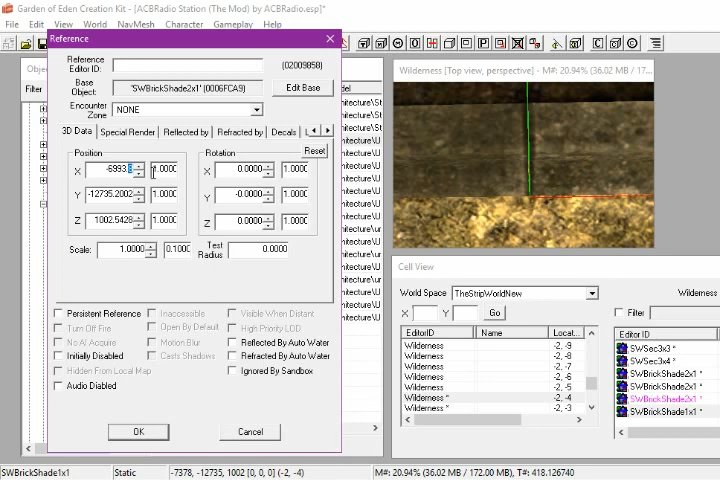 Garden of Eden Creation Kit - [ACBRadio Station (The Mod) by ACBRadio.esp]*
File Edit View World NavMesh Character Gameplay Help
Reference
Reference Editor ID:
(02009858)
Base Object:
'SWBrickShade2x1' (0006FCA9)
Edit Base
Encounter Zone
NONE
3D Data Special Render Reflected by Refracted by Decals
Position
Rotation
Reset
X -6993. 1.0000 X 0.0000 1.0000
Y -12735.2002 1.0000 Y -0.0000 1.0000
Z 1002.5428 1.0000 Z 0.0000 1.0000
Scale: 1.0000 0.1000 Test Radius 0.0000
Persistent Reference Inaccessible Visible When Distant
Turn Off Fire Open By Default High Priority LOD
No AI Acquire Motion Blur Reflected By Auto Water
Initially Disabled Casts Shadows Refracted By Auto Water
Hidden From Local Map Ignored By Sandbox
Audio Diabled
OK Cancel
Filter
Wilderness [Top view, perspective] - M#: 20.94% (36.02 MB / 17...
Cell View
World Space TheStripWorldNew Wilderness
X Y Go Filter
EditorID Name Locat...
Wilderness -2, -9
Wilderness -2, -8
Wilderness -2, -7
Wilderness -2, -6
Wilderness -2, -5
Wilderness * -2, -4
Wilderness * -2, -3
Editor ID
SWSec3x3 *
SWSec3x4 *
SWBrickShade2x1 *
SWBrickShade2x1 *
SWBrickShade2x1 *
SWBrickShade1x1 *
SWBrickShade1x1 Static -7378, -12735, 1002 [0, 0, 0] (-2, -4) M#: 20.94% (36.02 MB / 172.00 MB), T#: 418.126740